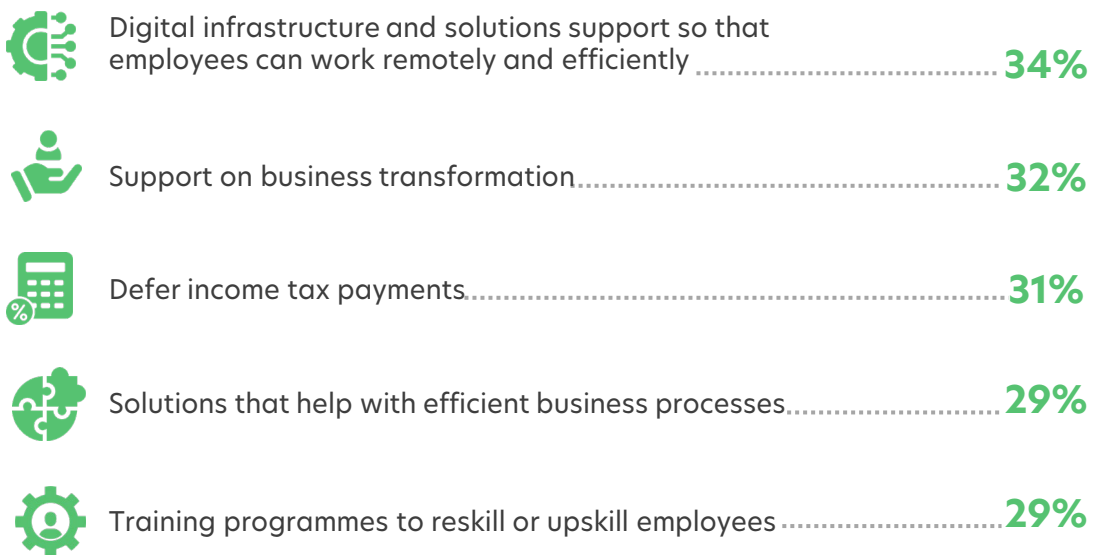 Digital infrastructure and solutions support so that
employees can work remotely and efficiently 34%
Support on business transformation 32%
Defer income tax payments 31%
%
Solutions that help with efficient business processes 29%
Training programmes to reskill or upskill employees 29%